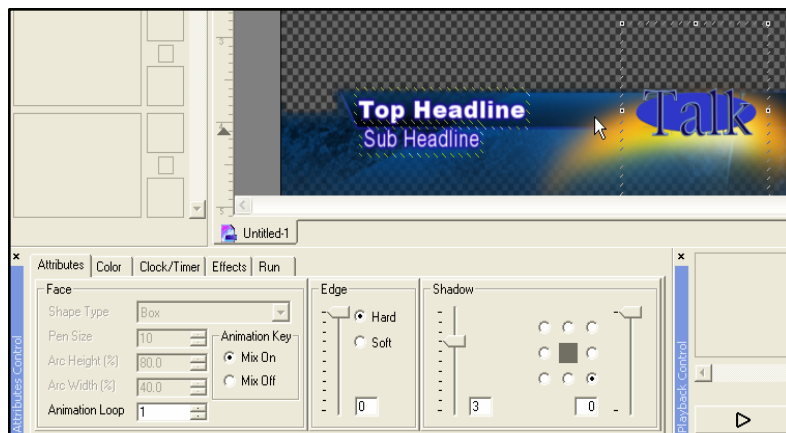 Top Headline
Sub Headline
Talk
Untitled-1
Attributes Color Clock/Timer Effects Run
Face
Shape Type Box
Pen Size 10
Arc Height (%) 80.0
Arc Width (%) 40.0
Animation Loop 1
Animation Key
Mix On
Mix Off
Edge
Hard
Soft
0
Shadow
3 0
Attributes Control
Playback Control